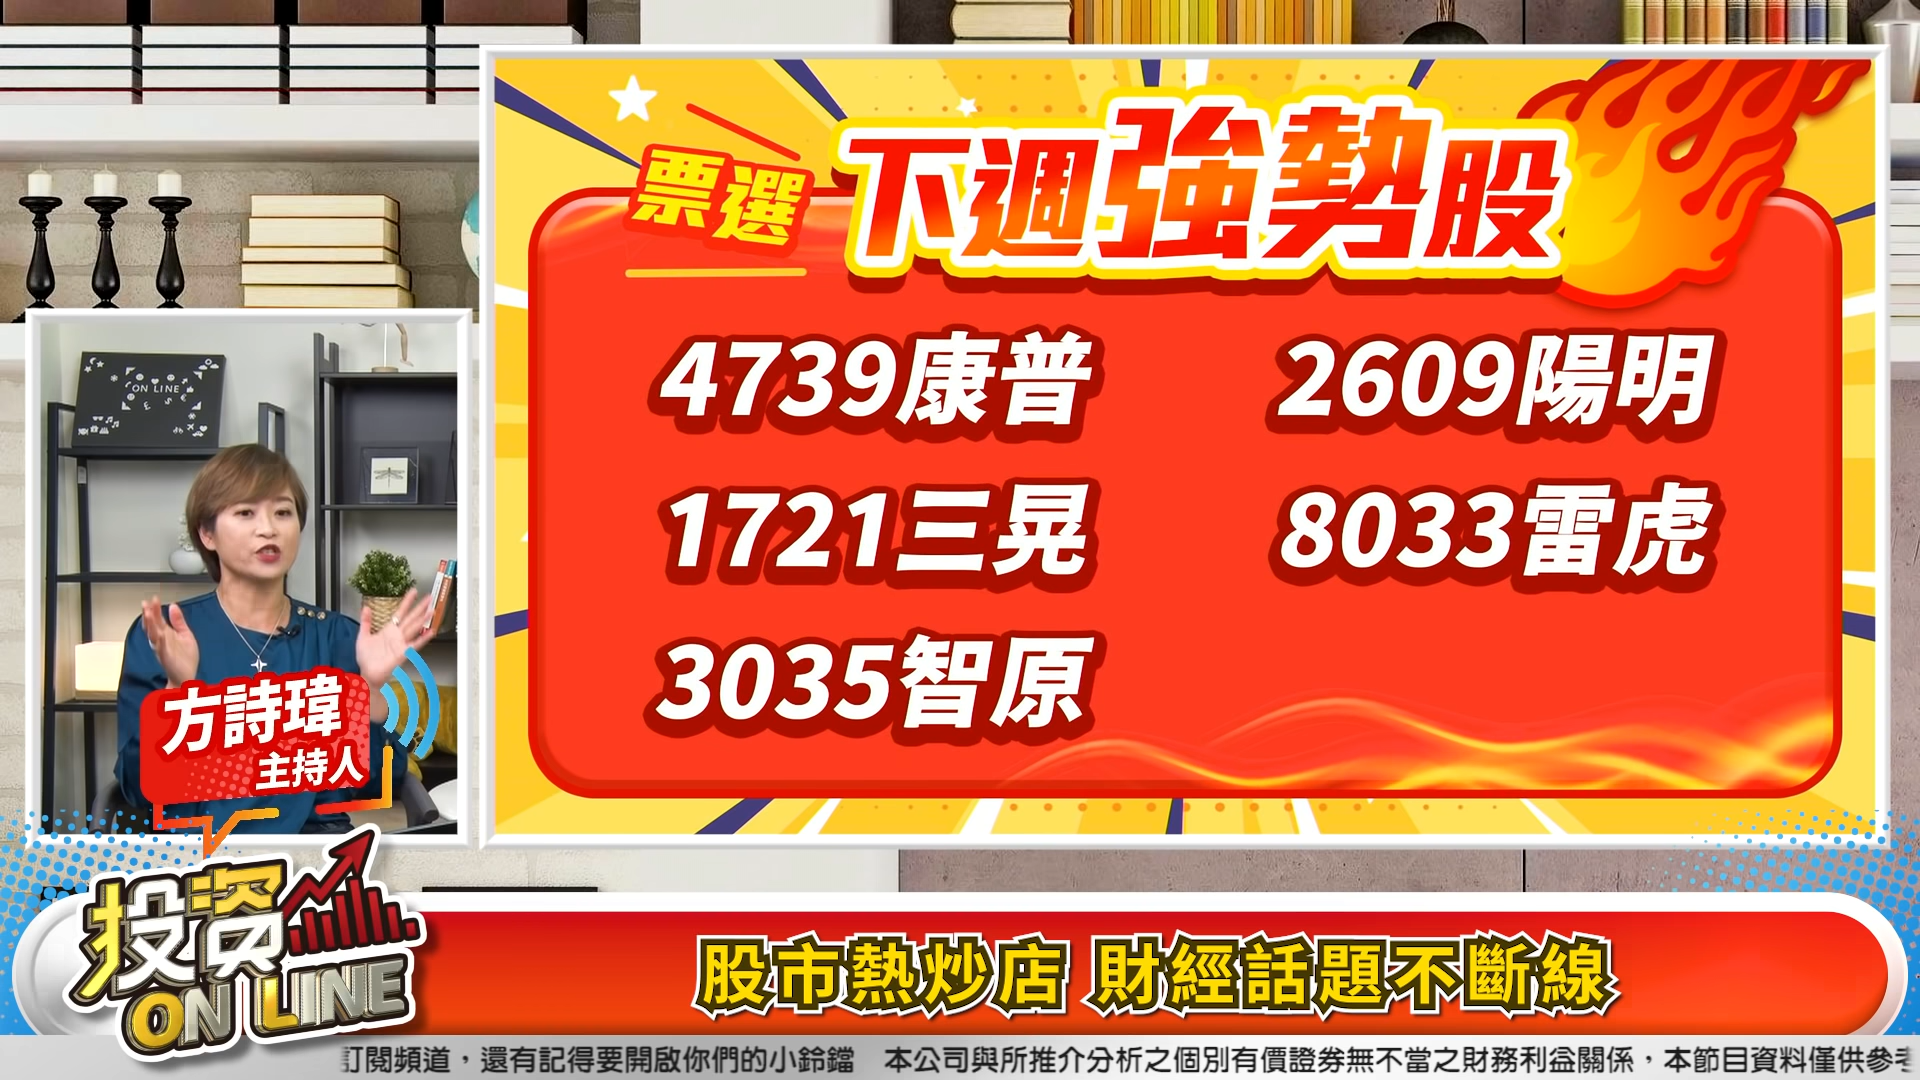 票選 下週強勢股
4739康普
2609陽明
1721三晃
8033雷虎
3035智原
ON LINE
方詩瑋
主持人
投資
ON LINE
股市熱炒店 財經話題不斷線
訂閱頻道，還有記得要開啟你們的小鈴鐺 本公司與所推介分析之個別有價證券無不當之財務利益關係，本節目資料僅供參考